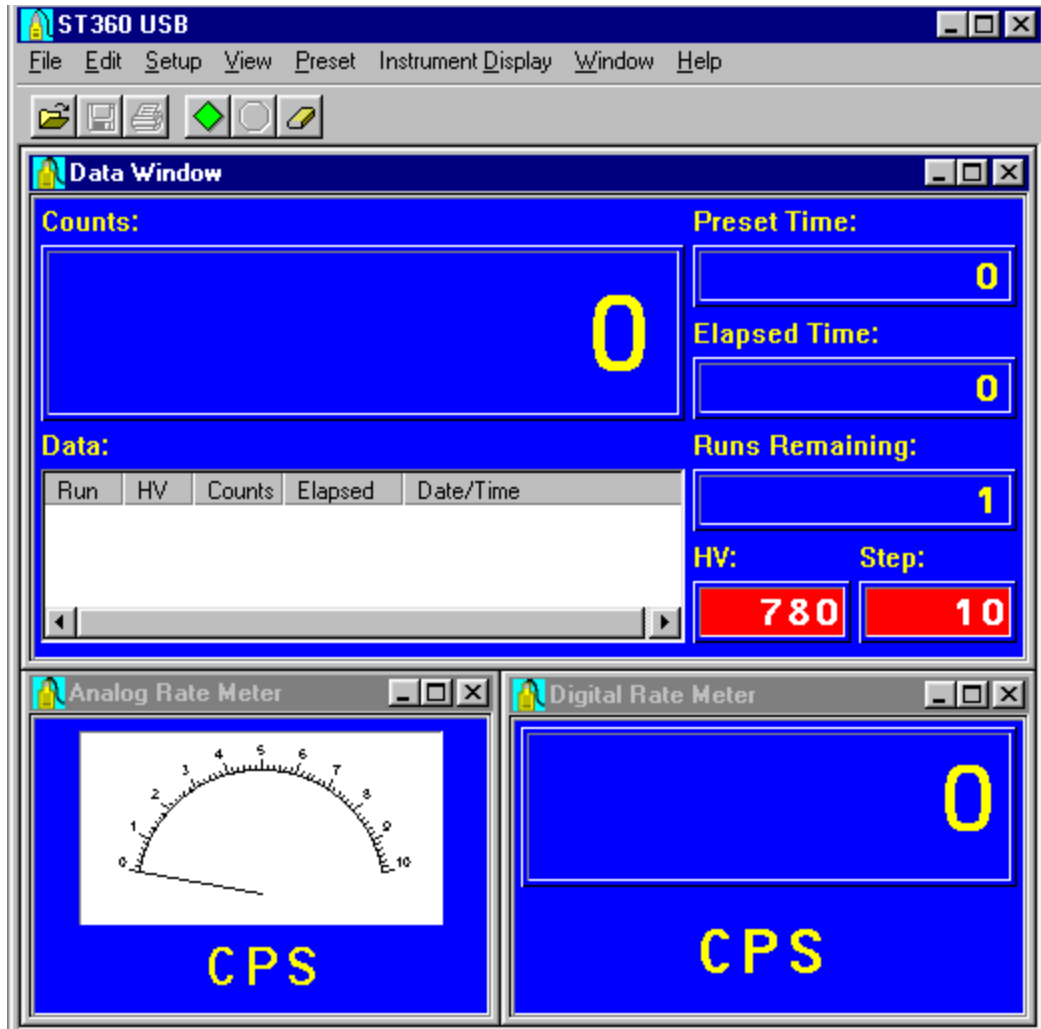 ST360 USB
File Edit Setup View Preset Instrument Display Window Help
Data Window
Counts:
0
Preset Time:
0
Elapsed Time:
0
Data:
Run HV Counts Elapsed Date/Time
Runs Remaining:
1
HV: Step:
780 10
Analog Rate Meter
0 1 2 3 4 5 6 7 8 9 10
CPS
Digital Rate Meter
0
CPS